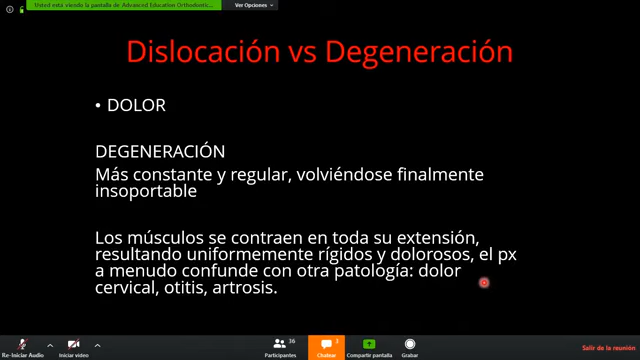 Usted está viendo la pantalla de Advanced Education Orthodontic
Ver Opciones
Dislocación vs Degeneración
• DOLOR
DEGENERACIÓN
Más constante y regular, volviéndose finalmente
insoportable
Los músculos se contraen en toda su extensión,
resultando uniformemente rígidos y dolorosos, el px
a menudo confunde con otra patología: dolor
cervical, otitis, artrosis.
36
3
Re-Iniciar Audio
Iniciar video
Participantes
Chatear
Compartir pantalla
Grabar
Salir de la reunión